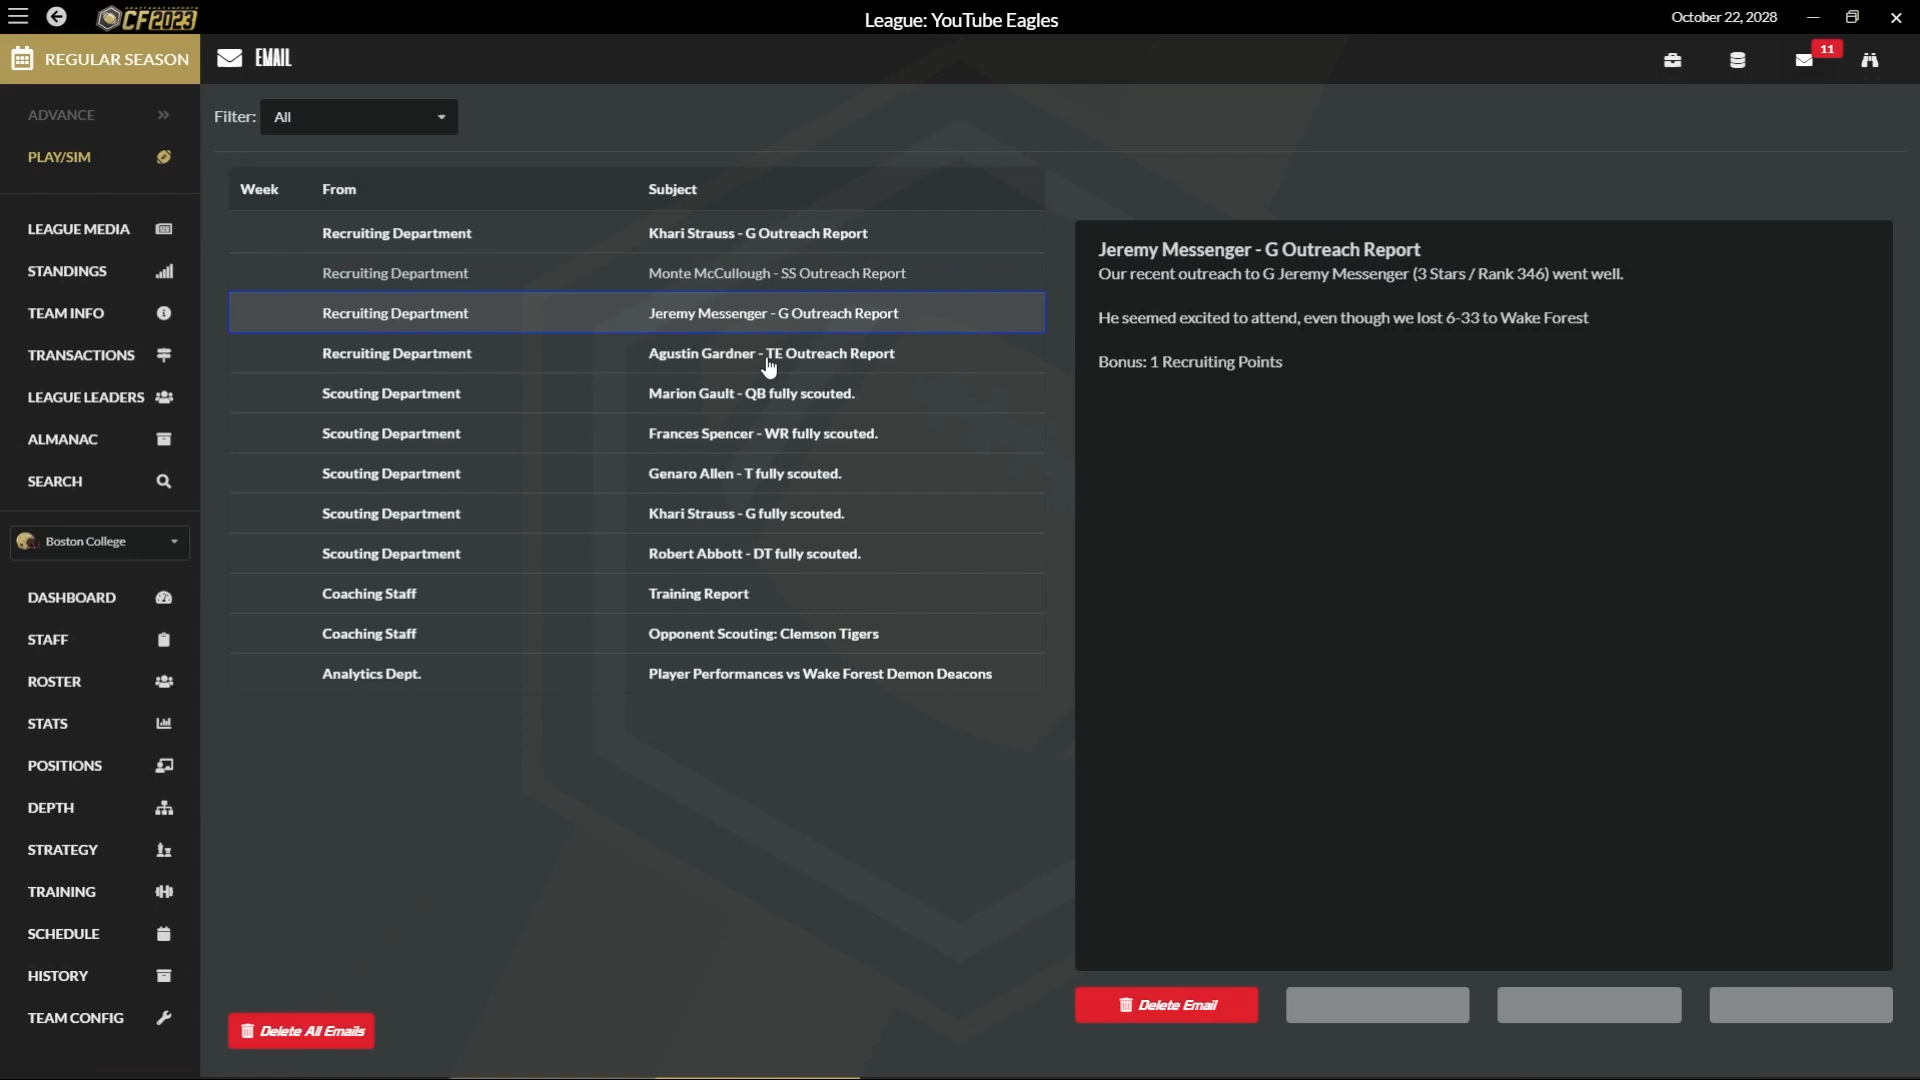 CF2023
League: YouTube Eagles
October 22, 2028
REGULAR SEASON
EMAIL
11
ADVANCE
PLAY/SIM
LEAGUE MEDIA
STANDINGS
TEAM INFO
TRANSACTIONS
LEAGUE LEADERS
ALMANAC
SEARCH
Boston College
DASHBOARD
STAFF
ROSTER
STATS
POSITIONS
DEPTH
STRATEGY
TRAINING
SCHEDULE
HISTORY
TEAM CONFIG
Filter: All
Week From Subject
Recruiting Department Khari Strauss - G Outreach Report
Recruiting Department Monte McCullough - SS Outreach Report
Recruiting Department Jeremy Messenger - G Outreach Report
Recruiting Department Agustin Gardner - TE Outreach Report
Scouting Department Marion Gault - QB fully scouted.
Scouting Department Frances Spencer - WR fully scouted.
Scouting Department Genaro Allen - T fully scouted.
Scouting Department Khari Strauss - G fully scouted.
Scouting Department Robert Abbott - DT fully scouted.
Coaching Staff Training Report
Coaching Staff Opponent Scouting: Clemson Tigers
Analytics Dept. Player Performances vs Wake Forest Demon Deacons
Delete All Emails
Jeremy Messenger - G Outreach Report
Our recent outreach to G Jeremy Messenger (3 Stars / Rank 346) went well.
He seemed excited to attend, even though we lost 6-33 to Wake Forest
Bonus: 1 Recruiting Points
Delete Email